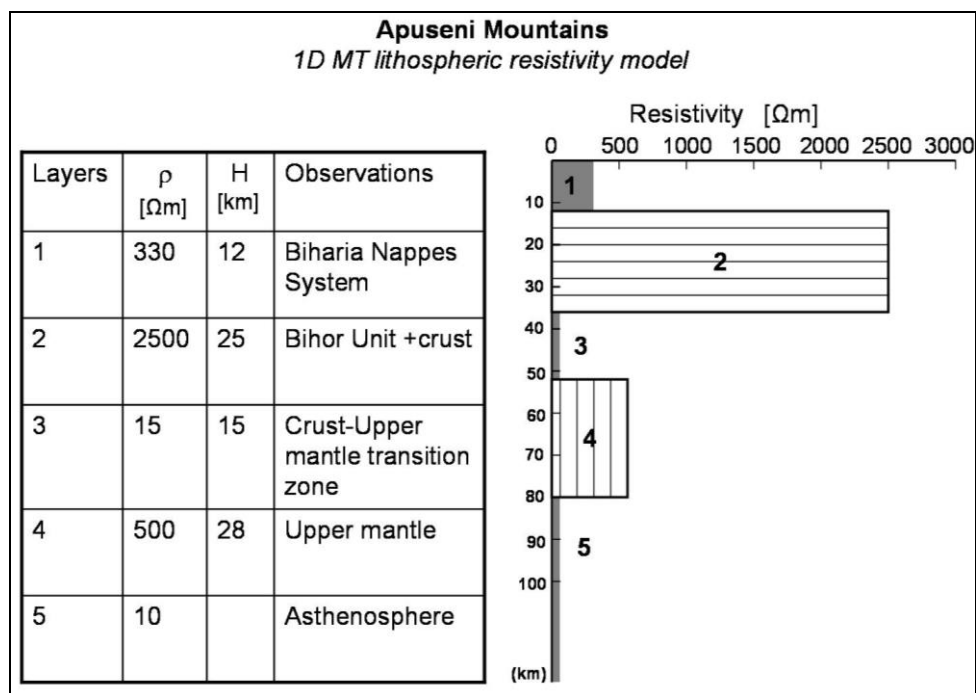 Apuseni Mountains
1D MT lithospheric resistivity model
Layers ρ [Ωm] H [km] Observations
1 330 12 Biharia Nappes System
2 2500 25 Bihor Unit +crust
3 15 15 Crust-Upper mantle transition zone
4 500 28 Upper mantle
5 10 Asthenosphere
Resistivity [Ωm]
0 500 1000 1500 2000 2500 3000
1
10
20
2
30
40
3
50
60
4
70
80
90
5
100
(km)